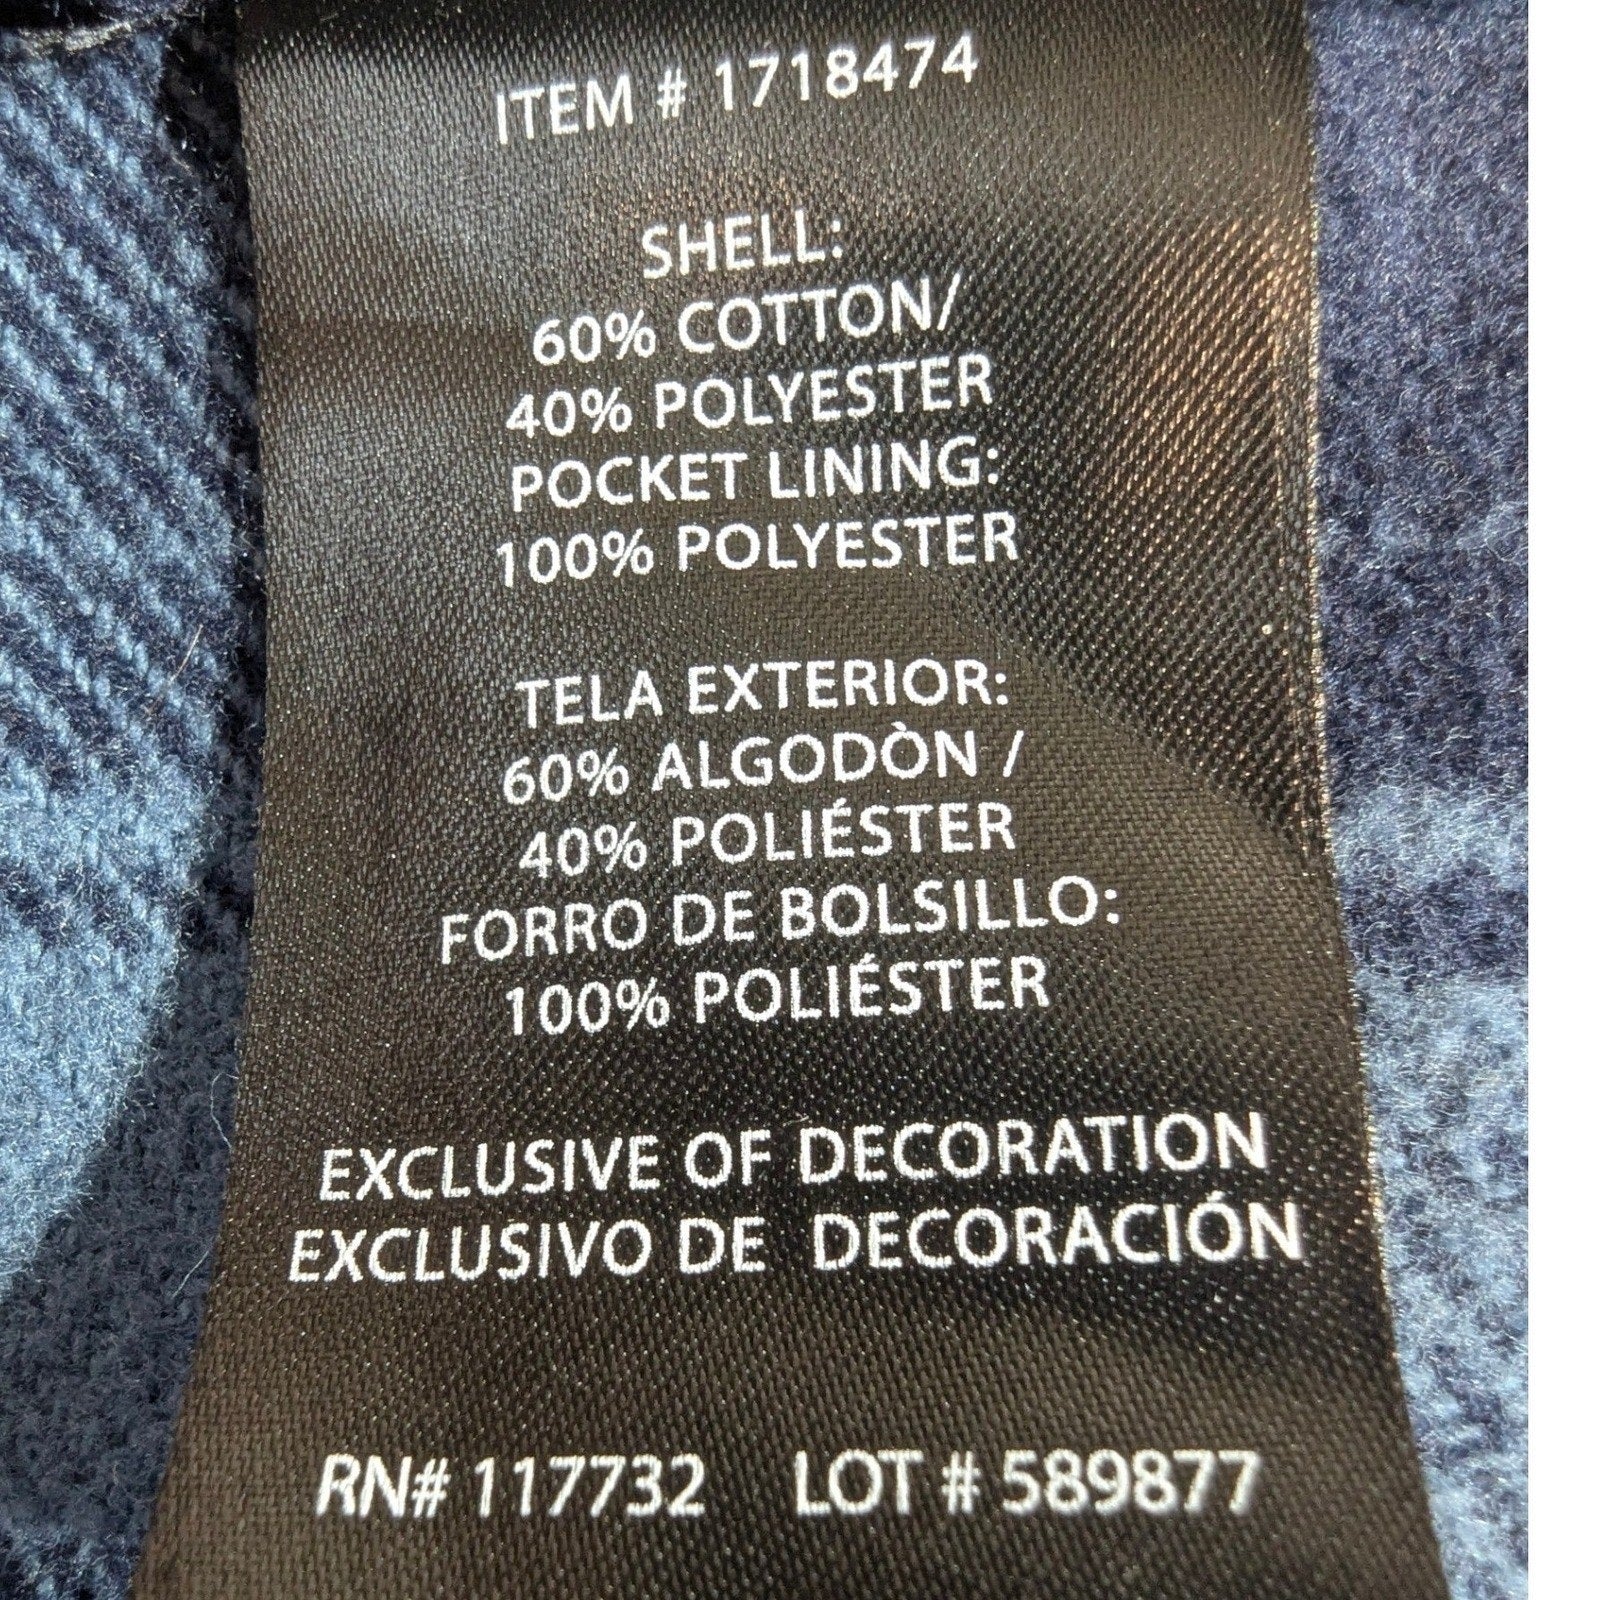 ITEM # 1718474
SHELL:
60% COTTON/
40% POLYESTER
POCKET LINING:
100% POLYESTER
TELA EXTERIOR:
60% ALGODÒN /
40% POLIÉSTER
FORRO DE BOLSILLO:
100% POLIÉSTER
EXCLUSIVE OF DECORATION
EXCLUSIVO DE DECORACIÓN
RN# 117732 LOT # 589877